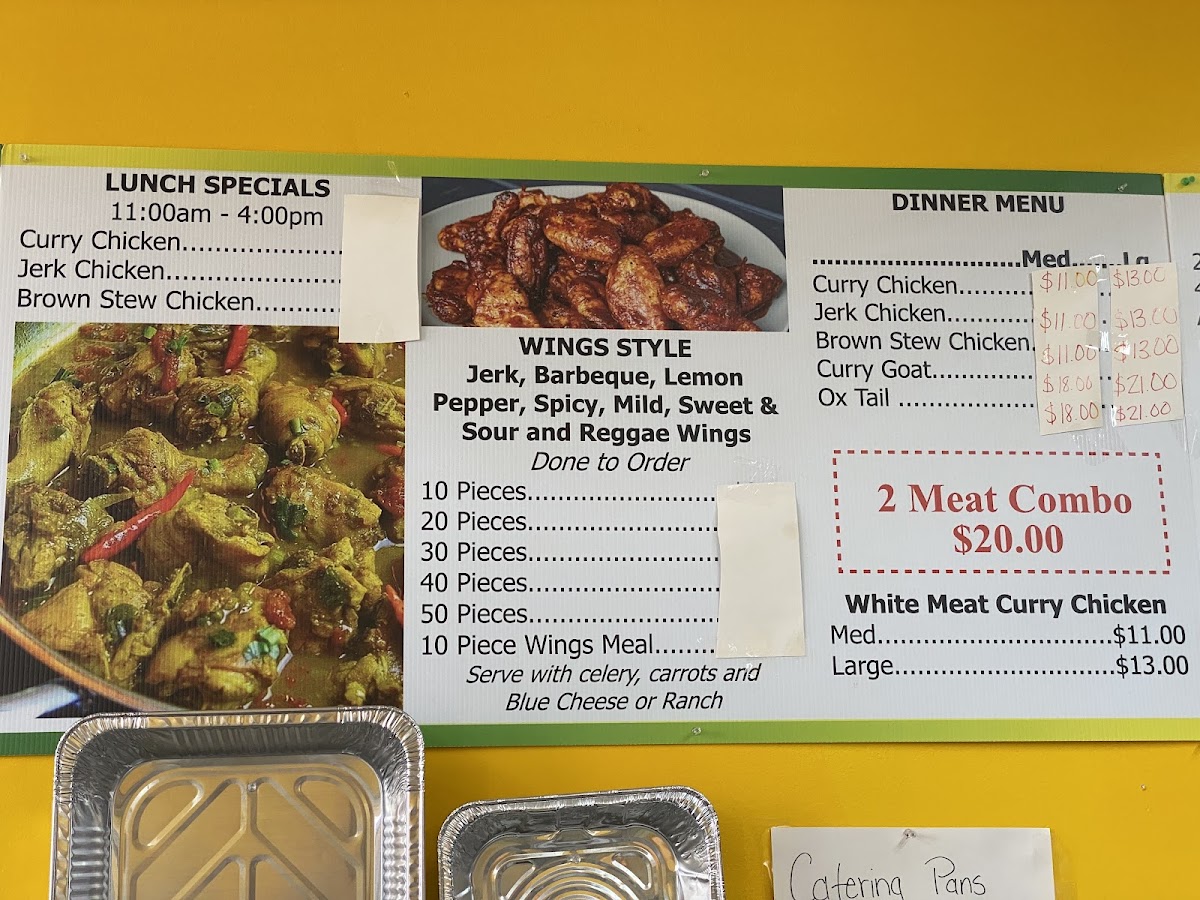 LUNCH SPECIALS
11:00am - 4:00pm
Curry Chicken..................
Jerk Chicken....................
Brown Stew Chicken...........
WINGS STYLE
Jerk, Barbeque, Lemon
Pepper, Spicy, Mild, Sweet &
Sour and Reggae Wings
Done to Order
10 Pieces.........................
20 Pieces.........................
30 Pieces.........................
40 Pieces.........................
50 Pieces.........................
10 Piece Wings Meal........
Serve with celery, carrots and
Blue Cheese or Ranch
DINNER MENU
...........................Med.......Lg
Curry Chicken.......... $11.00 $13.00
Jerk Chicken............ $11.00 $13.00
Brown Stew Chicken. $11.00 $13.00
Curry Goat.............. $18.00 $21.00
Ox Tail ................... $18.00 $21.00
2 Meat Combo
$20.00
White Meat Curry Chicken
Med...............................$11.00
Large.............................$13.00
Catering Pans